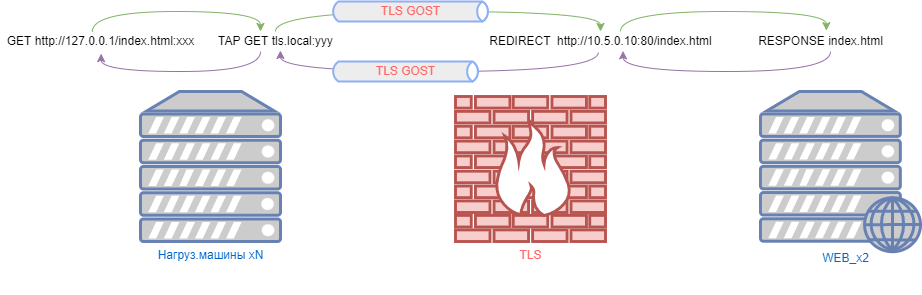 TLS GOST
GET http://127.0.0.1/index.html:xxx
TAP GET tls.local:yyy
REDIRECT http://10.5.0.10:80/index.html
RESPONSE index.html
TLS GOST
Нагруз.машины xN
TLS
WEB_x2